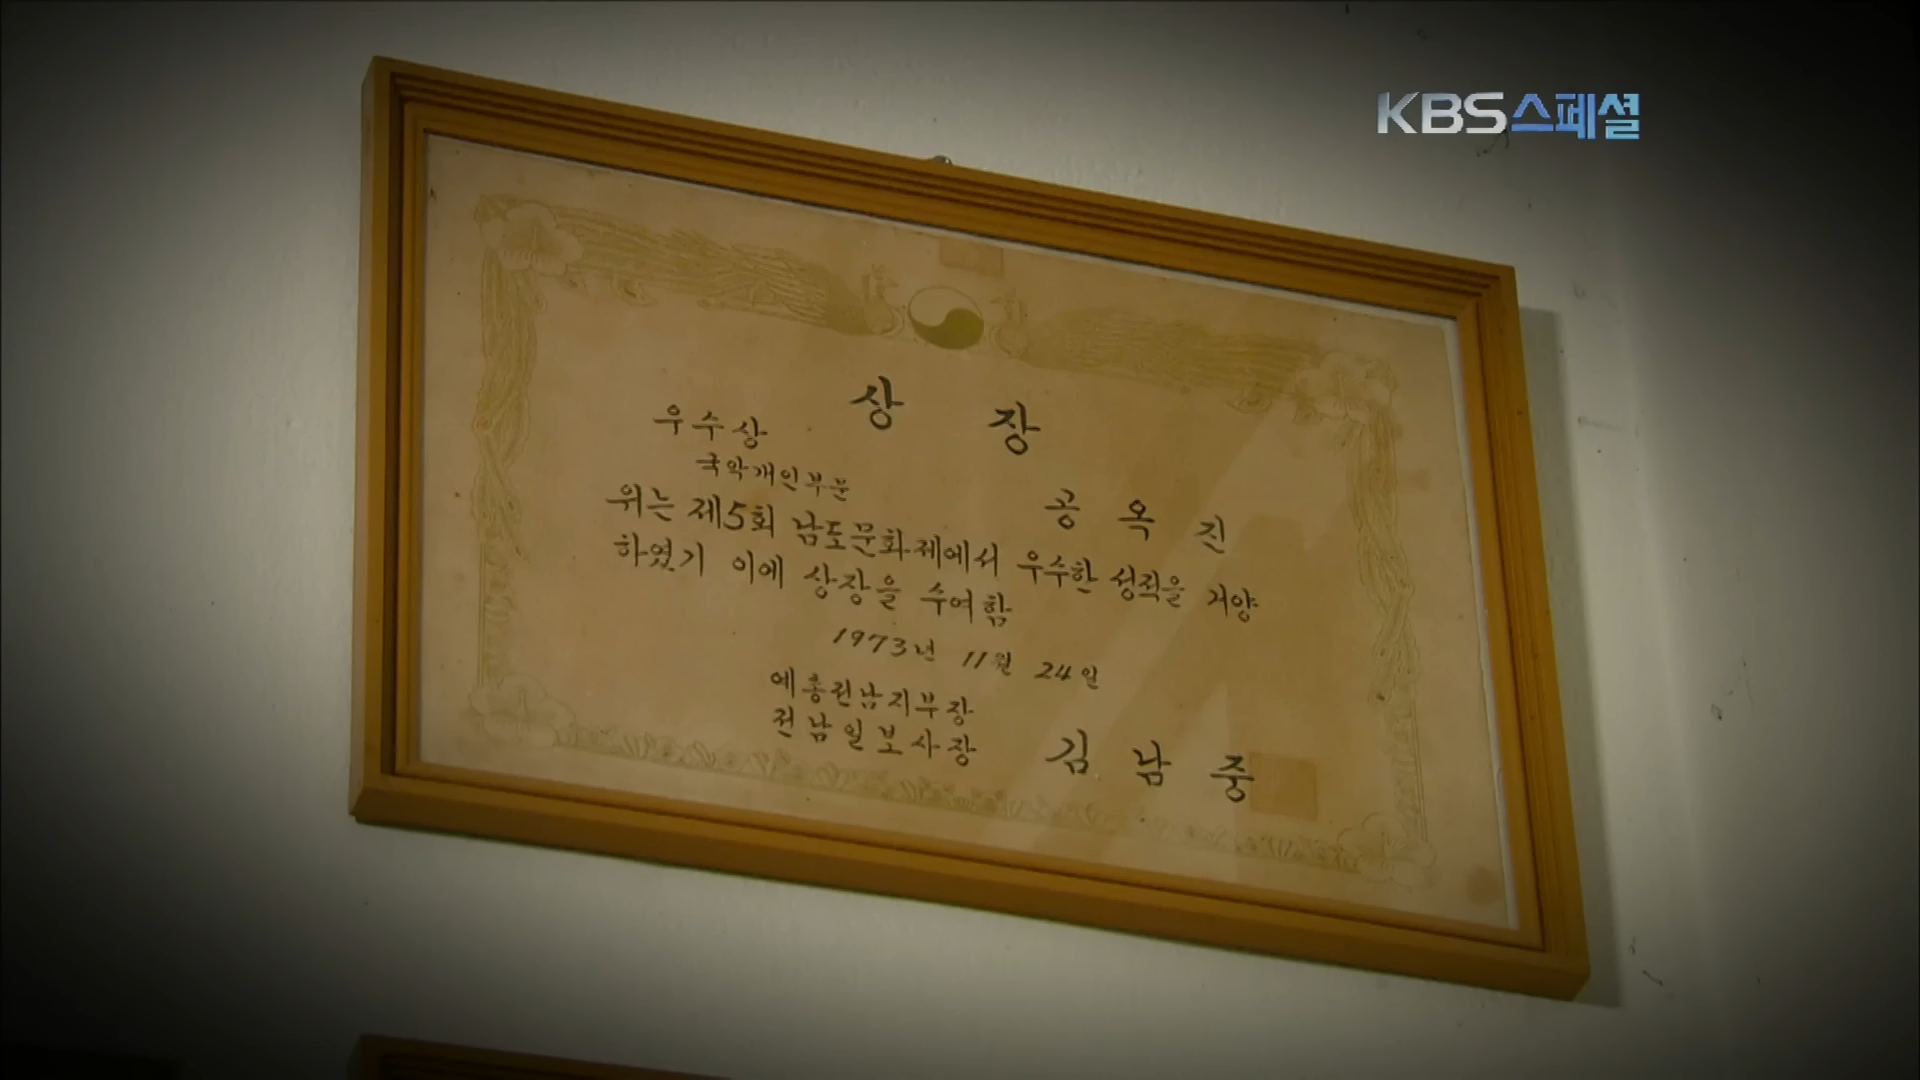 KBS스페셜
상 장
우수상
국악개인부문
공 옥 진
위는 제5회 남도문화제에서 우수한 성적을 거양
하였기 이에 상장을 수여함
1973년 11월 24일
예총전남지부장
전남일보사장 김 남 중